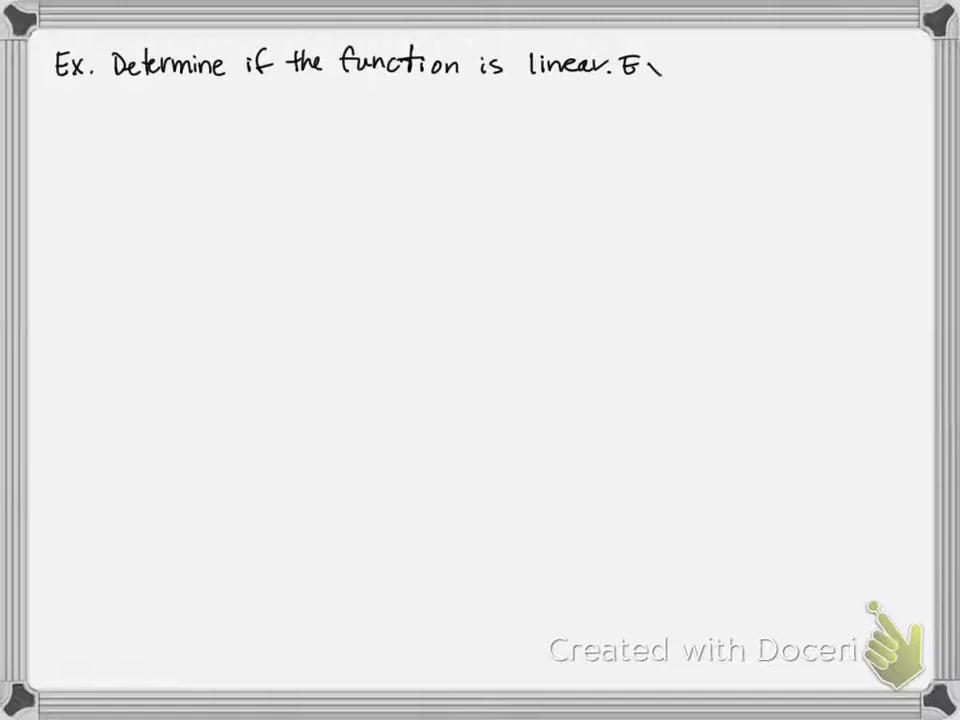 Ex. Determine if the function is linear. E
Created with Doceri